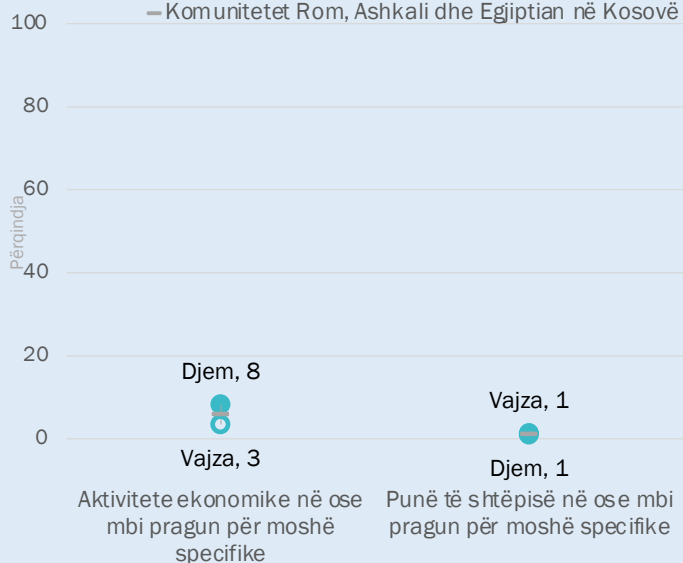 Komunitetet Rom, Ashkali dhe Egjiptian në Kosovë
100
80
60
40
20
0
Përqindja
Djem, 8
Vajza, 3
Vajza, 1
Djem, 1
Aktivitete ekonomike në ose
mbi pragun për moshë
specifike
Punë të shtëpisë në ose mbi
pragun për moshë specifike